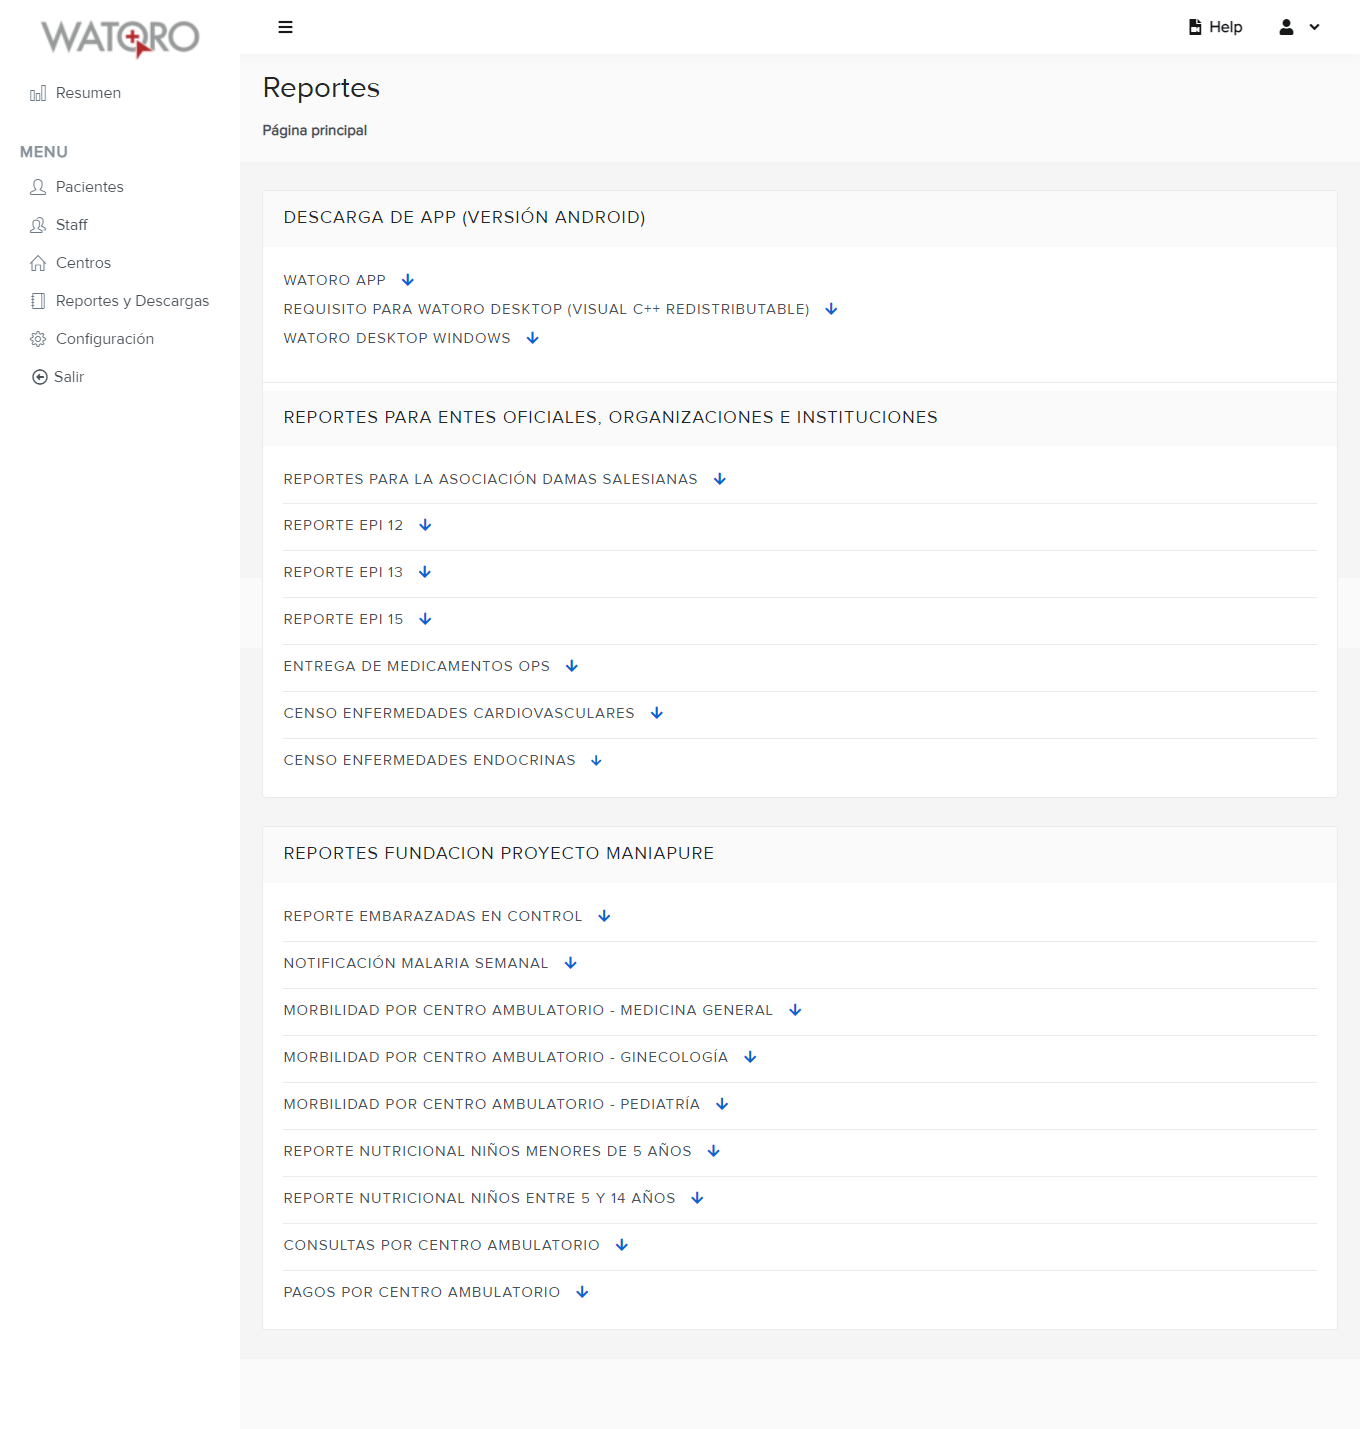 WATORO
Help
Resumen
MENU
Pacientes
Staff
Centros
Reportes y Descargas
Configuración
Salir
Reportes
Página principal
DESCARGA DE APP (VERSIÓN ANDROID)
WATORO APP
REQUISITO PARA WATORO DESKTOP (VISUAL C++ REDISTRIBUTABLE)
WATORO DESKTOP WINDOWS
REPORTES PARA ENTES OFICIALES, ORGANIZACIONES E INSTITUCIONES
REPORTES PARA LA ASOCIACIÓN DAMAS SALESIANAS
REPORTE EPI 12
REPORTE EPI 13
REPORTE EPI 15
ENTREGA DE MEDICAMENTOS OPS
CENSO ENFERMEDADES CARDIOVASCULARES
CENSO ENFERMEDADES ENDOCRINAS
REPORTES FUNDACION PROYECTO MANIAPURE
REPORTE EMBARAZADAS EN CONTROL
NOTIFICACIÓN MALARIA SEMANAL
MORBILIDAD POR CENTRO AMBULATORIO - MEDICINA GENERAL
MORBILIDAD POR CENTRO AMBULATORIO - GINECOLOGÍA
MORBILIDAD POR CENTRO AMBULATORIO - PEDIATRÍA
REPORTE NUTRICIONAL NIÑOS MENORES DE 5 AÑOS
REPORTE NUTRICIONAL NIÑOS ENTRE 5 Y 14 AÑOS
CONSULTAS POR CENTRO AMBULATORIO
PAGOS POR CENTRO AMBULATORIO